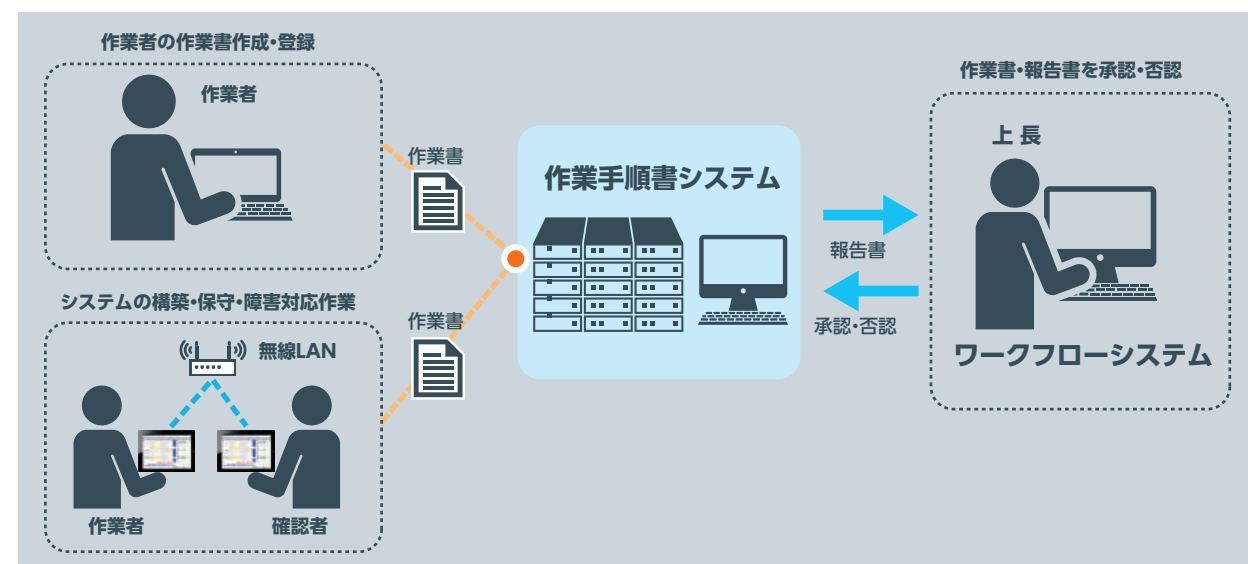 作業者の作業書作成・登録
作業者
作業書
システムの構築・保守・障害対応作業
無線LAN
作業者
確認者
作業書
作業手順書システム
報告書
承認・否認
作業書・報告書を承認・否認
上長
ワークフローシステム